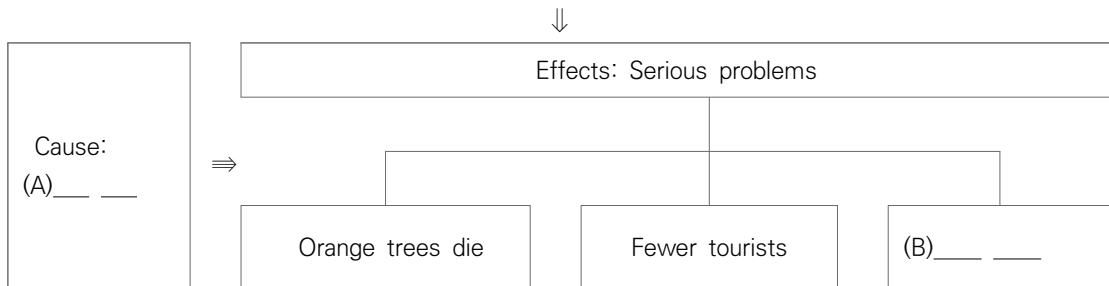 ⇓
Effects: Serious problems
Cause:
(A)___ ___
⇛
Orange trees die
Fewer tourists
(B)____ ____